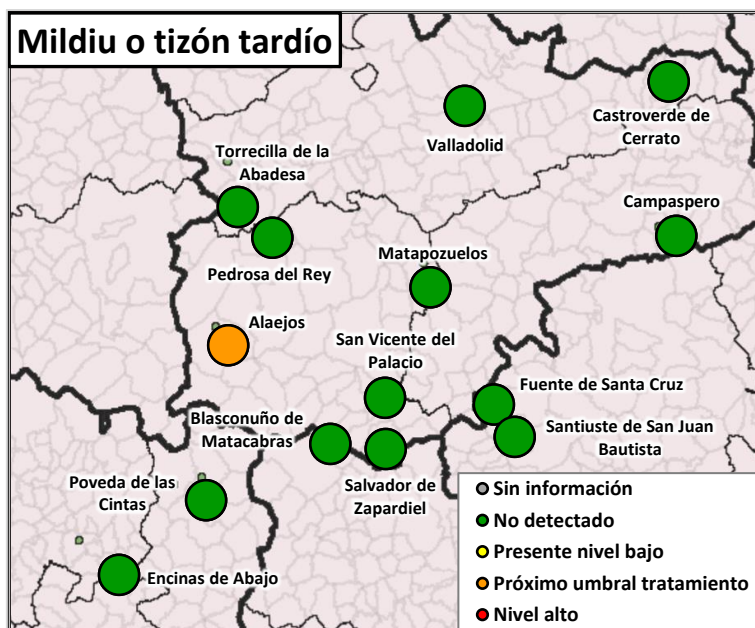 Mildiu o tizón tardío
Valladolid
Castroverde de
Cerrato
Torrecilla de la
Abadesa
Campaspero
Pedrosa del Rey
Matapozuelos
Alaejos
San Vicente del
Palacio
Fuente de Santa Cruz
Blasconuño de
Matacabras
Santiuste de San Juan
Bautista
Salvador de
Zapardiel
Poveda de las
Cintas
Encinas de Abajo
Sin información
No detectado
Presente nivel bajo
Próximo umbral tratamiento
Nivel alto